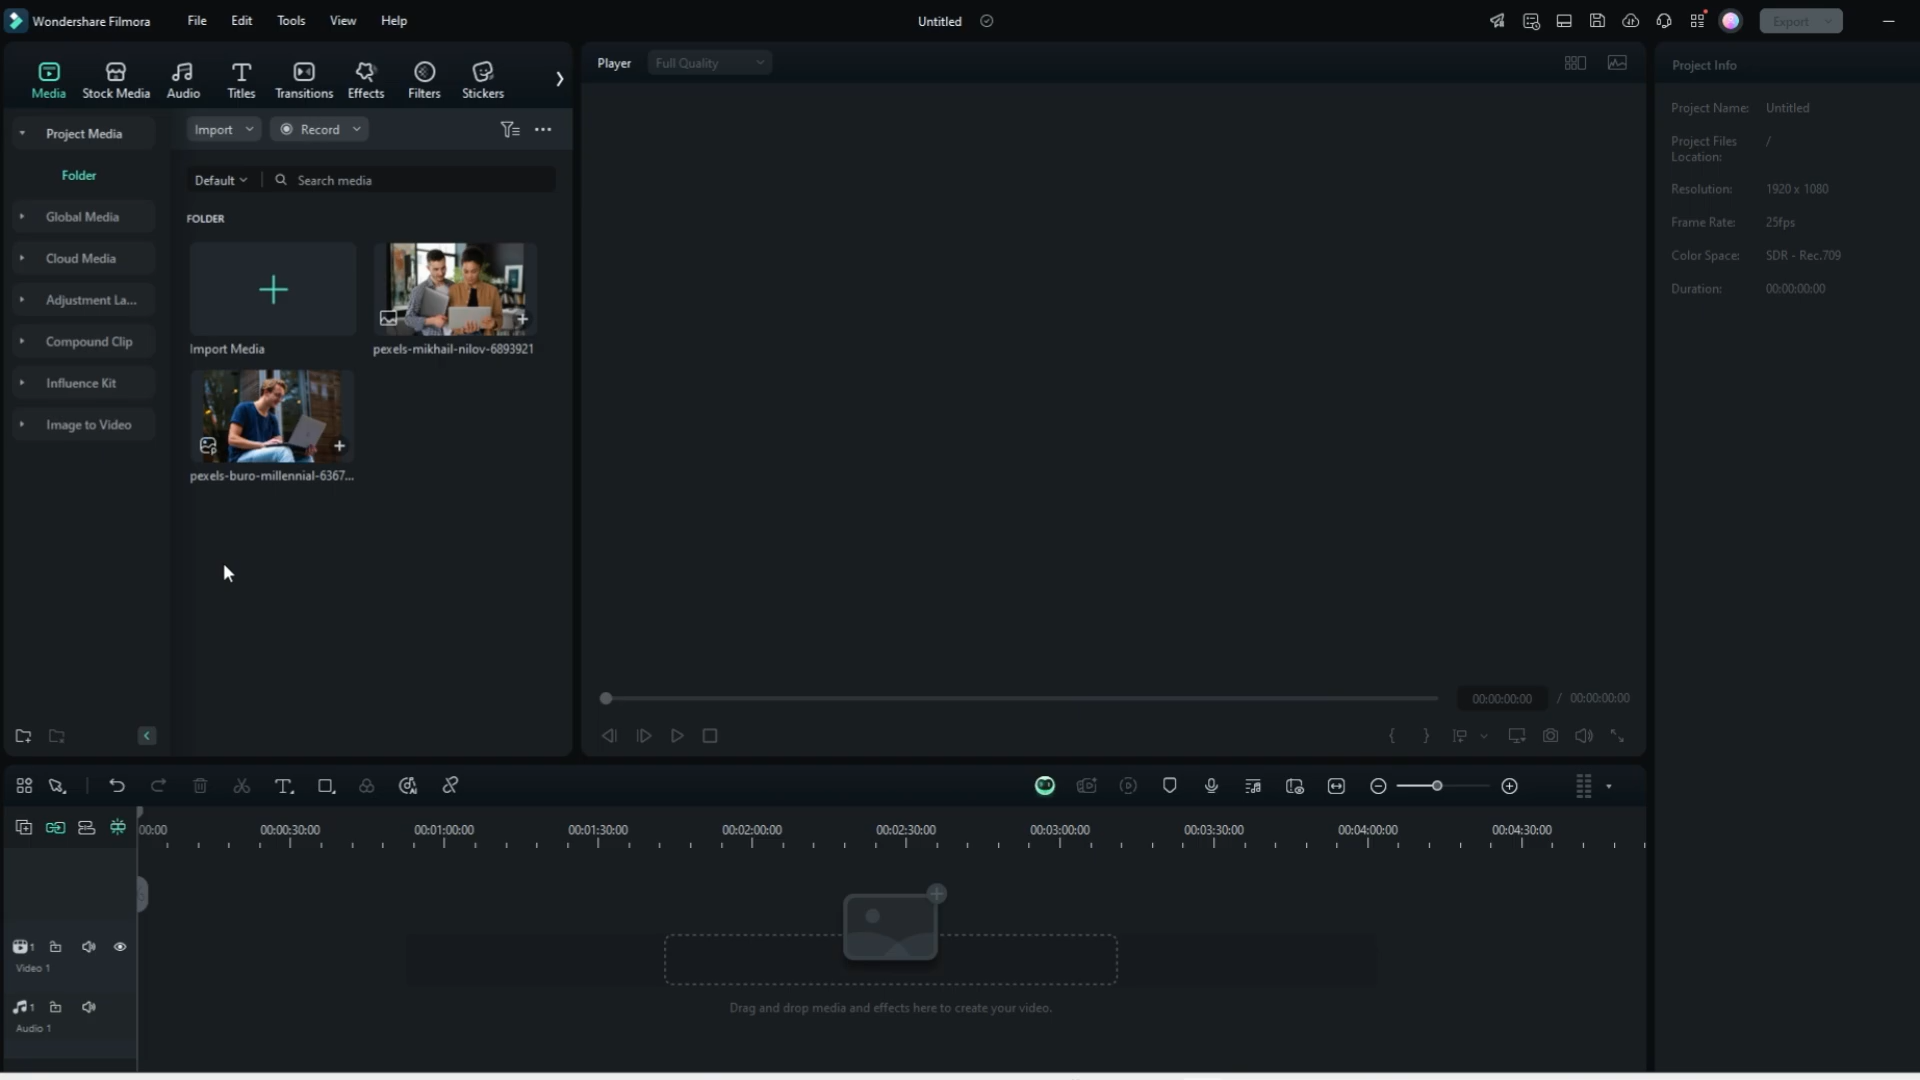 Wondershare Filmora File Edit Tools View Help Untitled Export
Media Stock Media Audio Titles Transitions Effects Filters Stickers
Player Full Quality
Project Info
Project Media
Import Record
Folder
Default Search media
FOLDER
Global Media
Cloud Media
Adjustment La...
Compound Clip
Influence Kit
Image to Video
Import Media
pexels-mikhail-nilov-6893921
pexels-buro-millennial-6367...
Project Name: Untitled
Project Files Location: /
Resolution: 1920 x 1080
Frame Rate: 25fps
Color Space: SDR - Rec.709
Duration: 00:00:00:00
00:00:00:00 / 00:00:00:00
00:00 00:00:30:00 00:01:00:00 00:01:30:00 00:02:00:00 00:02:30:00 00:03:00:00 00:03:30:00 00:04:00:00 00:04:30:00
1
Video 1
1
Audio 1
Drag and drop media and effects here to create your video.